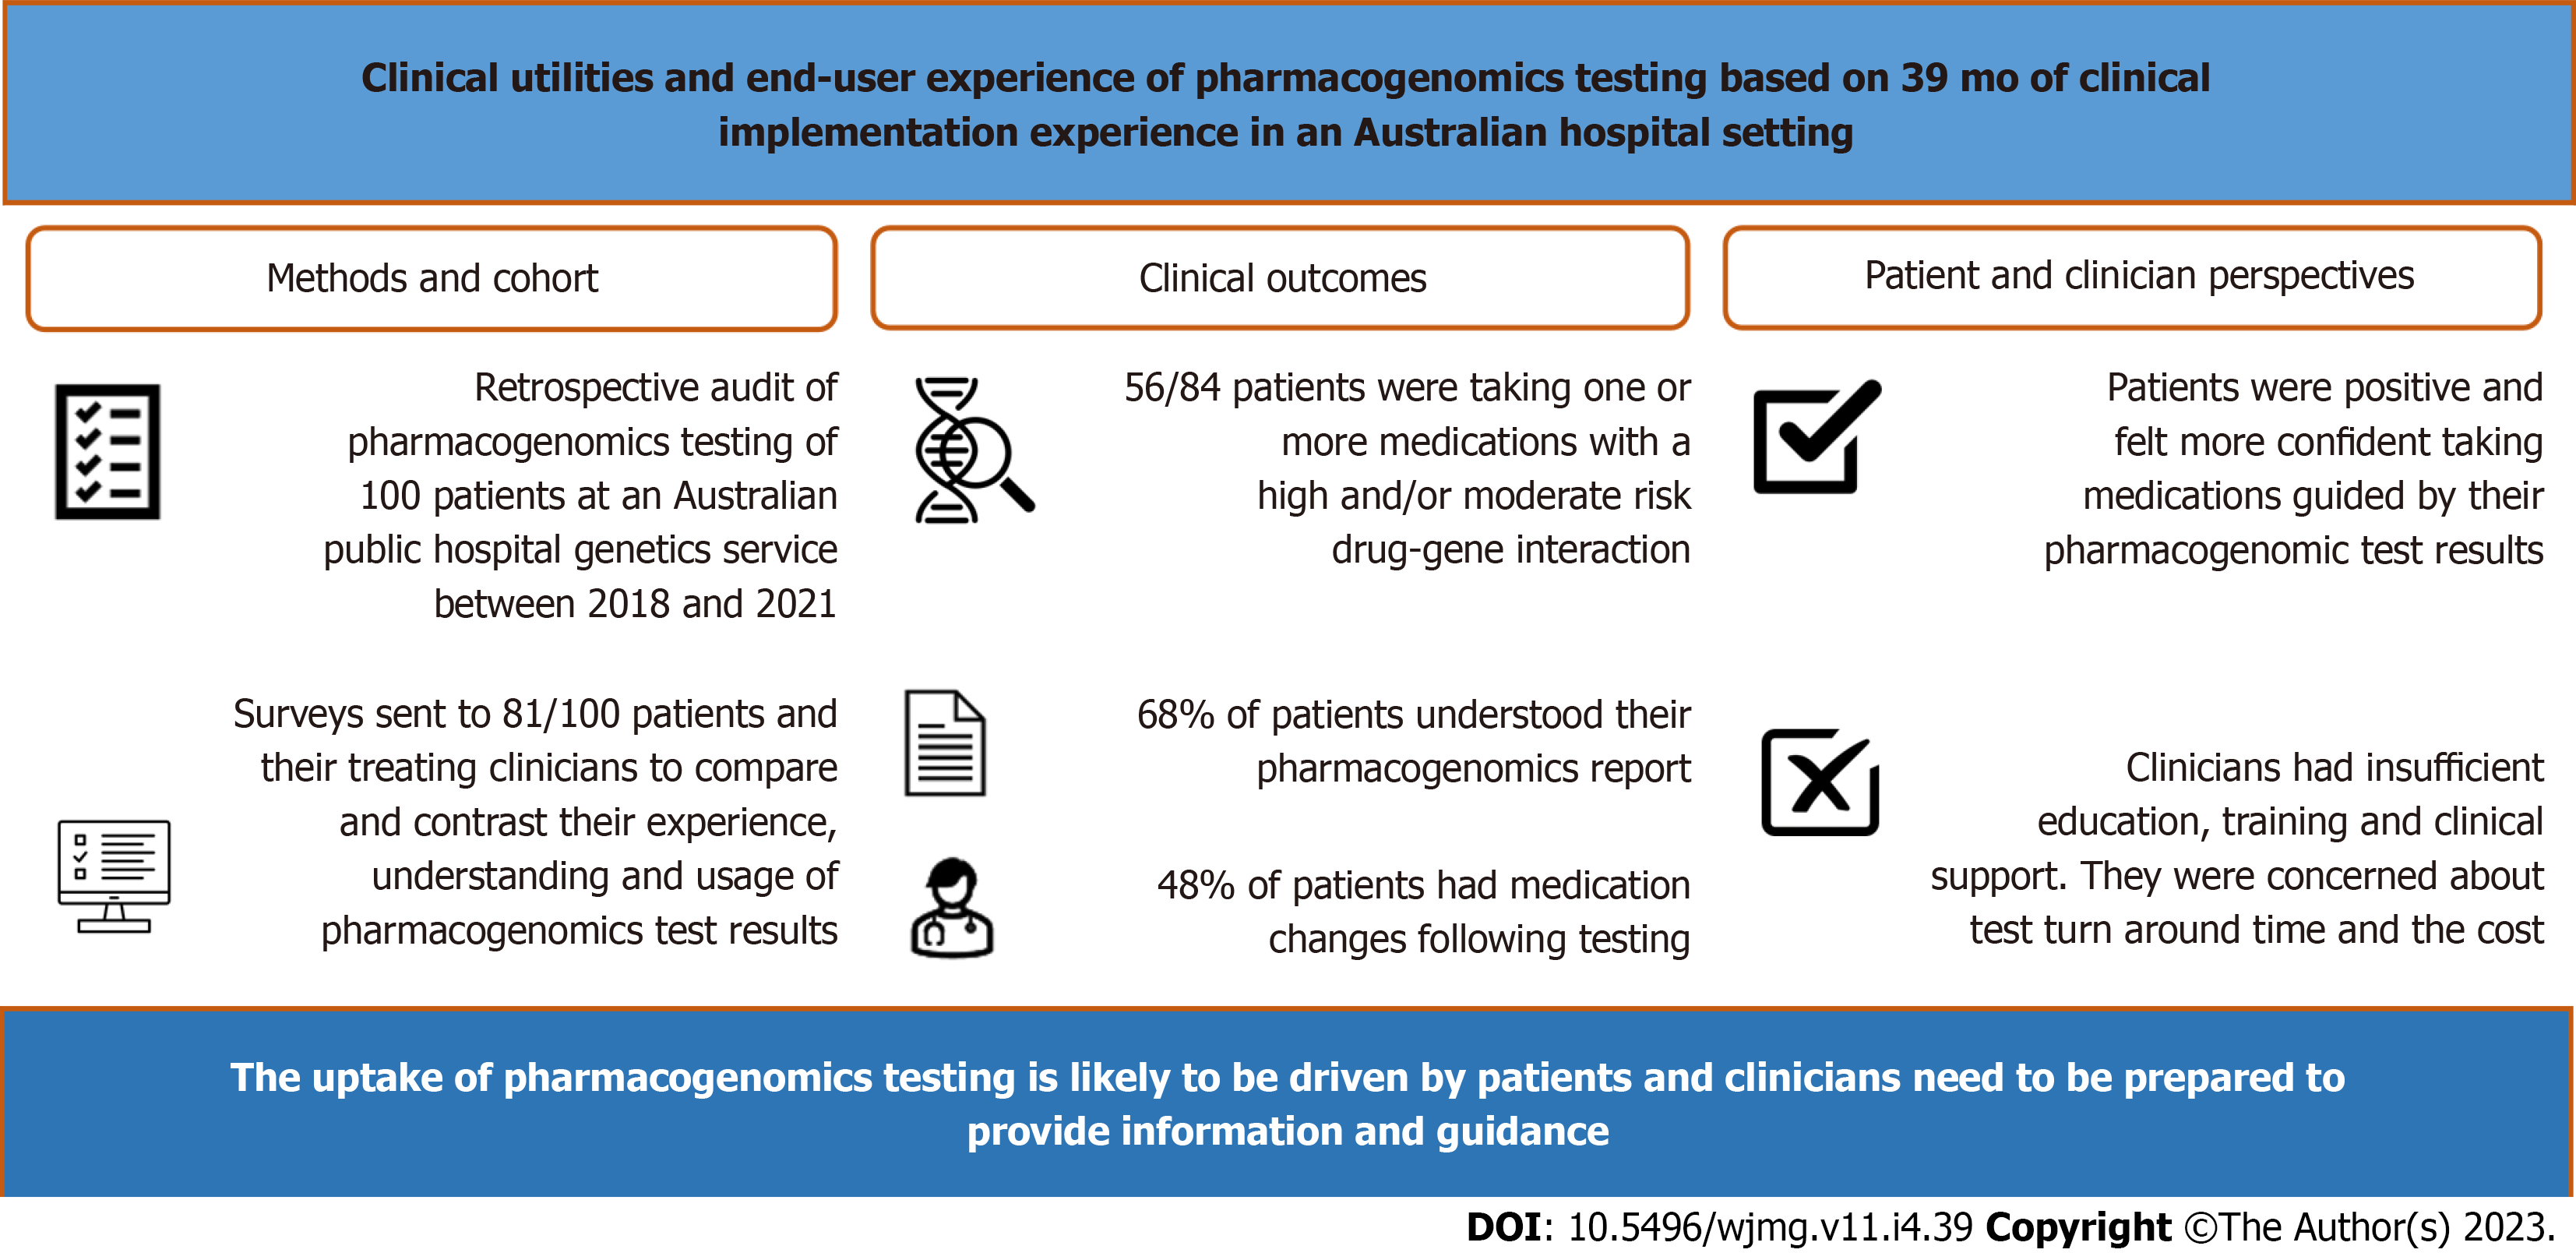 Clinical utilities and end-user experience of pharmacogenomics testing based on 39 mo of clinical
implementation experience in an Australian hospital setting
Methods and cohort
Retrospective audit of
pharmacogenomics testing of
100 patients at an Australian
public hospital genetics service
between 2018 and 2021
Surveys sent to 81/100 patients and
their treating clinicians to compare
and contrast their experience,
understanding and usage of
pharmacogenomics test results
Clinical outcomes
56/84 patients were taking one or
more medications with a
high and/or moderate risk
drug-gene interaction
68% of patients understood their
pharmacogenomics report
48% of patients had medication
changes following testing
Patient and clinician perspectives
Patients were positive and
felt more confident taking
medications guided by their
pharmacogenomic test results
Clinicians had insufficient
education, training and clinical
support. They were concerned about
test turn around time and the cost
The uptake of pharmacogenomics testing is likely to be driven by patients and clinicians need to be prepared to
provide information and guidance
DOI: 10.5496/wjmg.v11.i4.39 Copyright ©The Author(s) 2023.